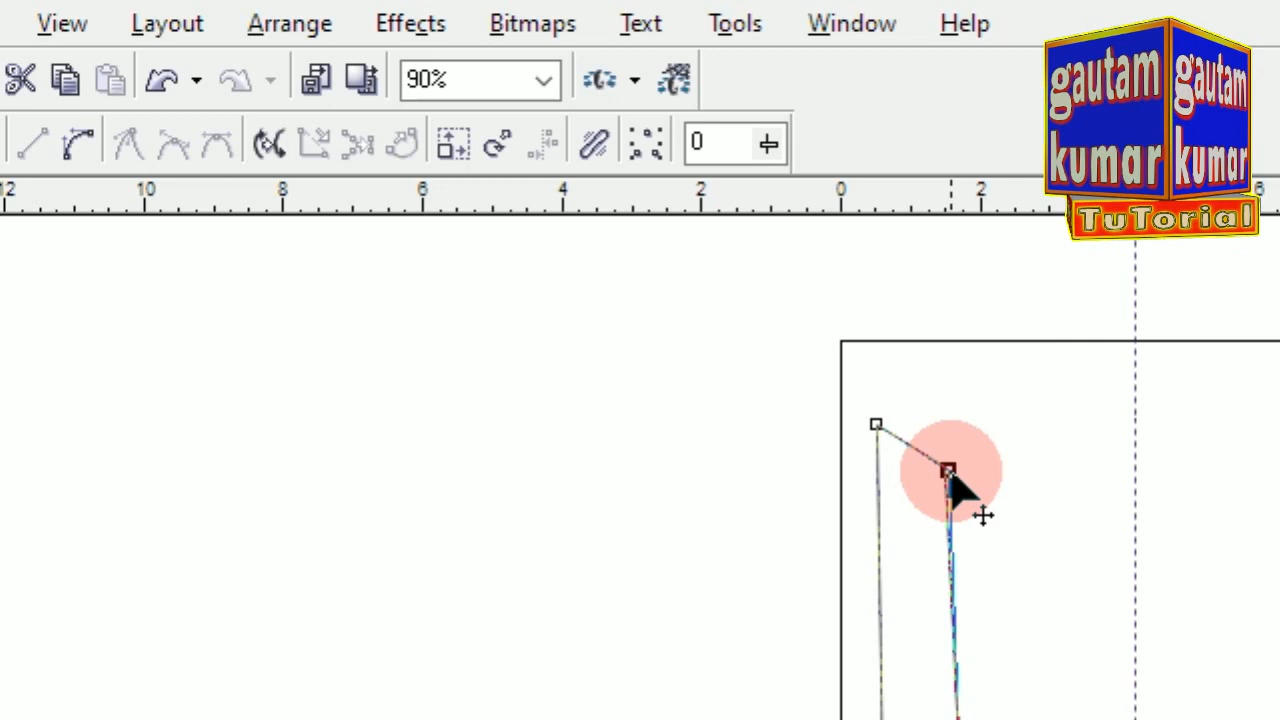 View Layout Arrange Effects Bitmaps Text Tools Window Help
90%
0
12 10 8 6 4 2 0 2 6
gautam gautam
kumar kumar
TuTorial